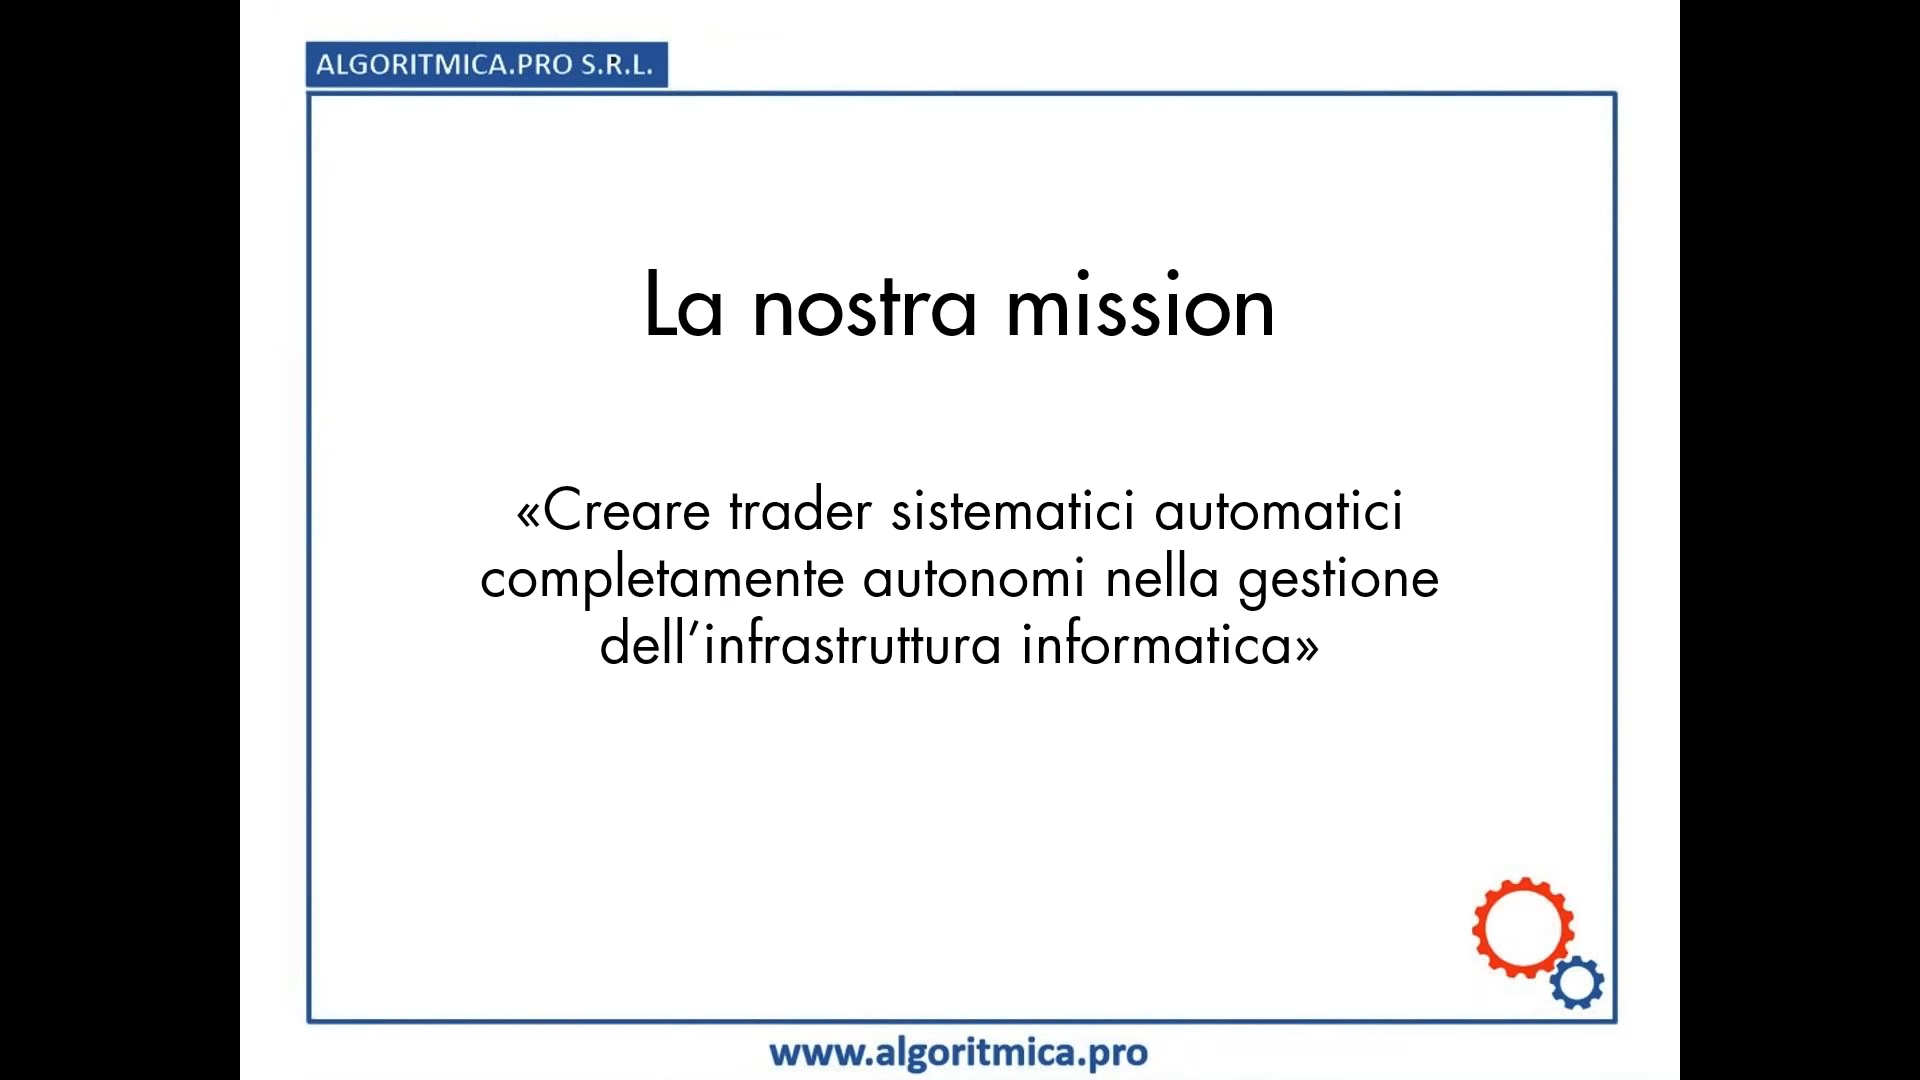 ALGORITMICA.PRO S.R.L.
La nostra mission
«Creare trader sistematici automatici
completamente autonomi nella gestione
dell’infrastruttura informatica»
www.algoritmica.pro